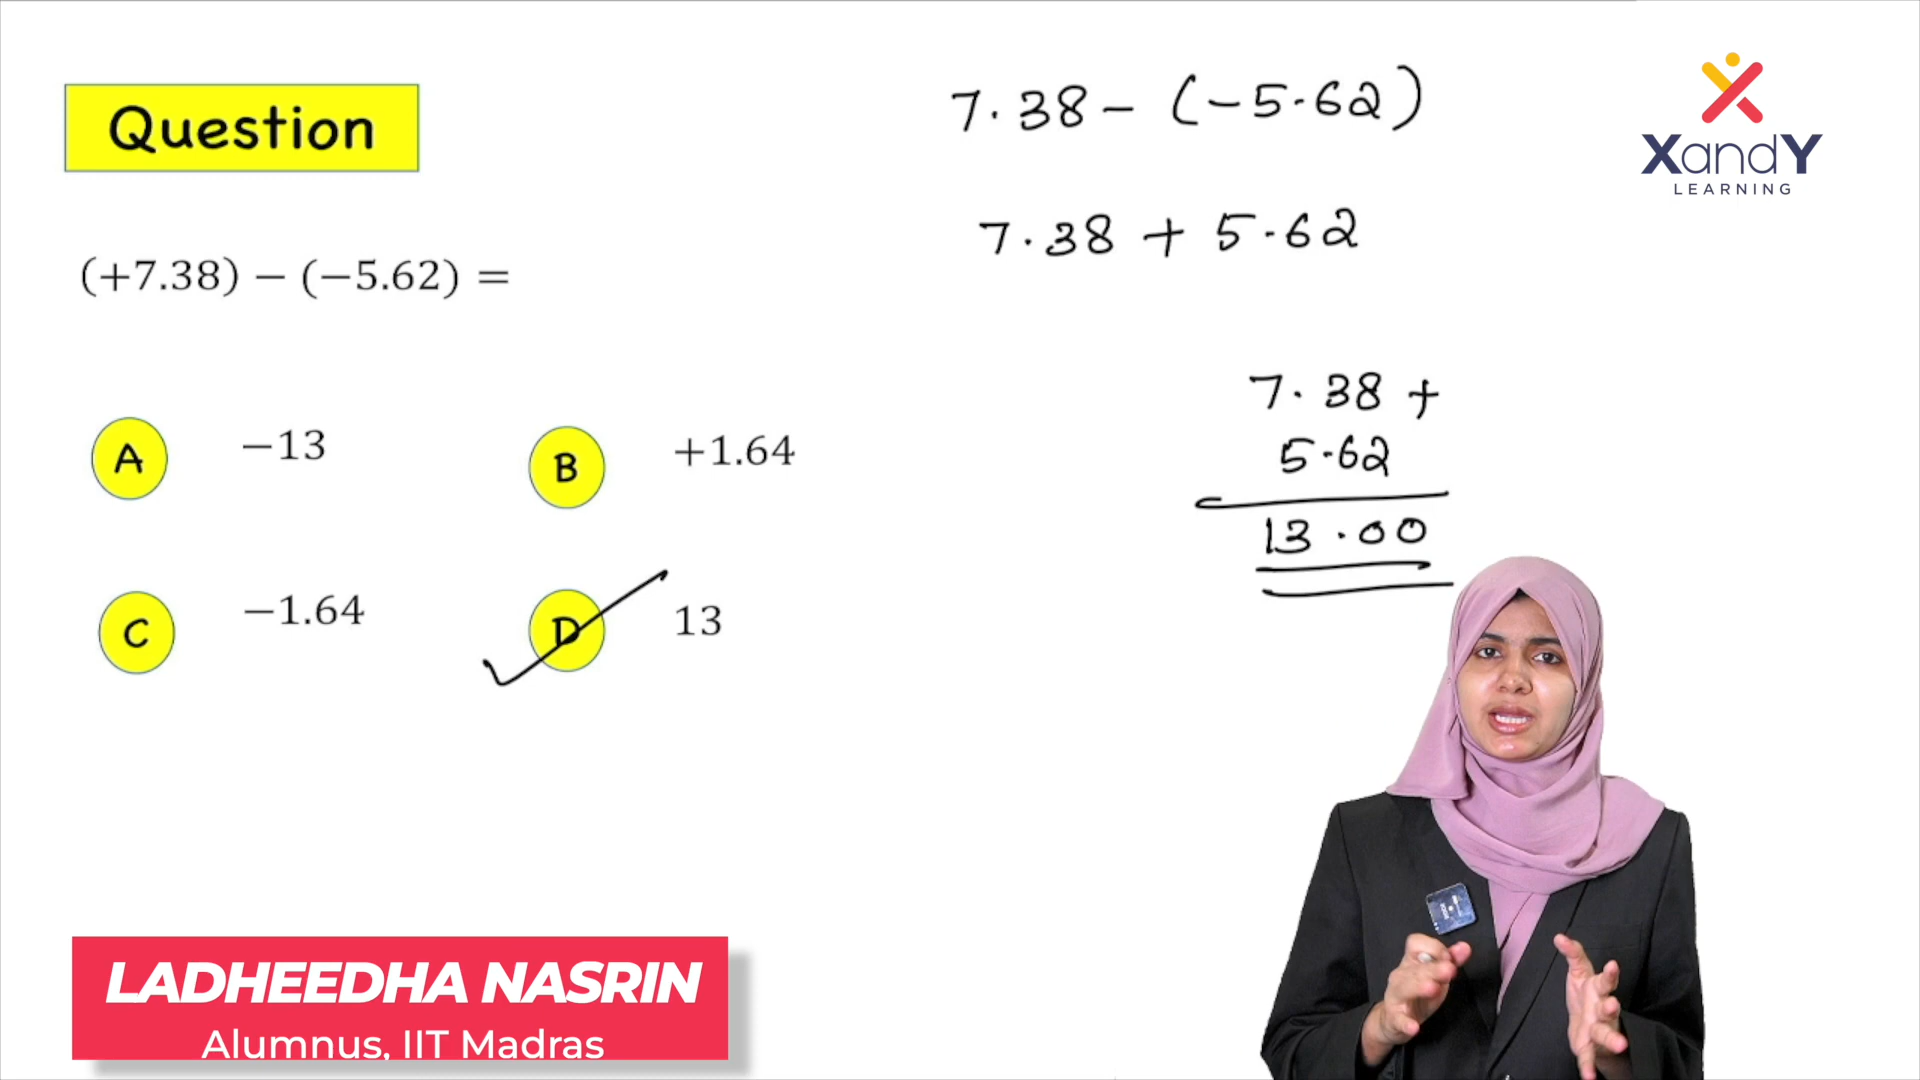 Question
(+7.38) − (−5.62) =
A −13
B +1.64
C −1.64
D 13
7.38 − (−5.62)
7.38 + 5.62
7.38 +
5.62
13.00
XandY
LEARNING
LADHEEDHA NASRIN
Alumnus, IIT Madras